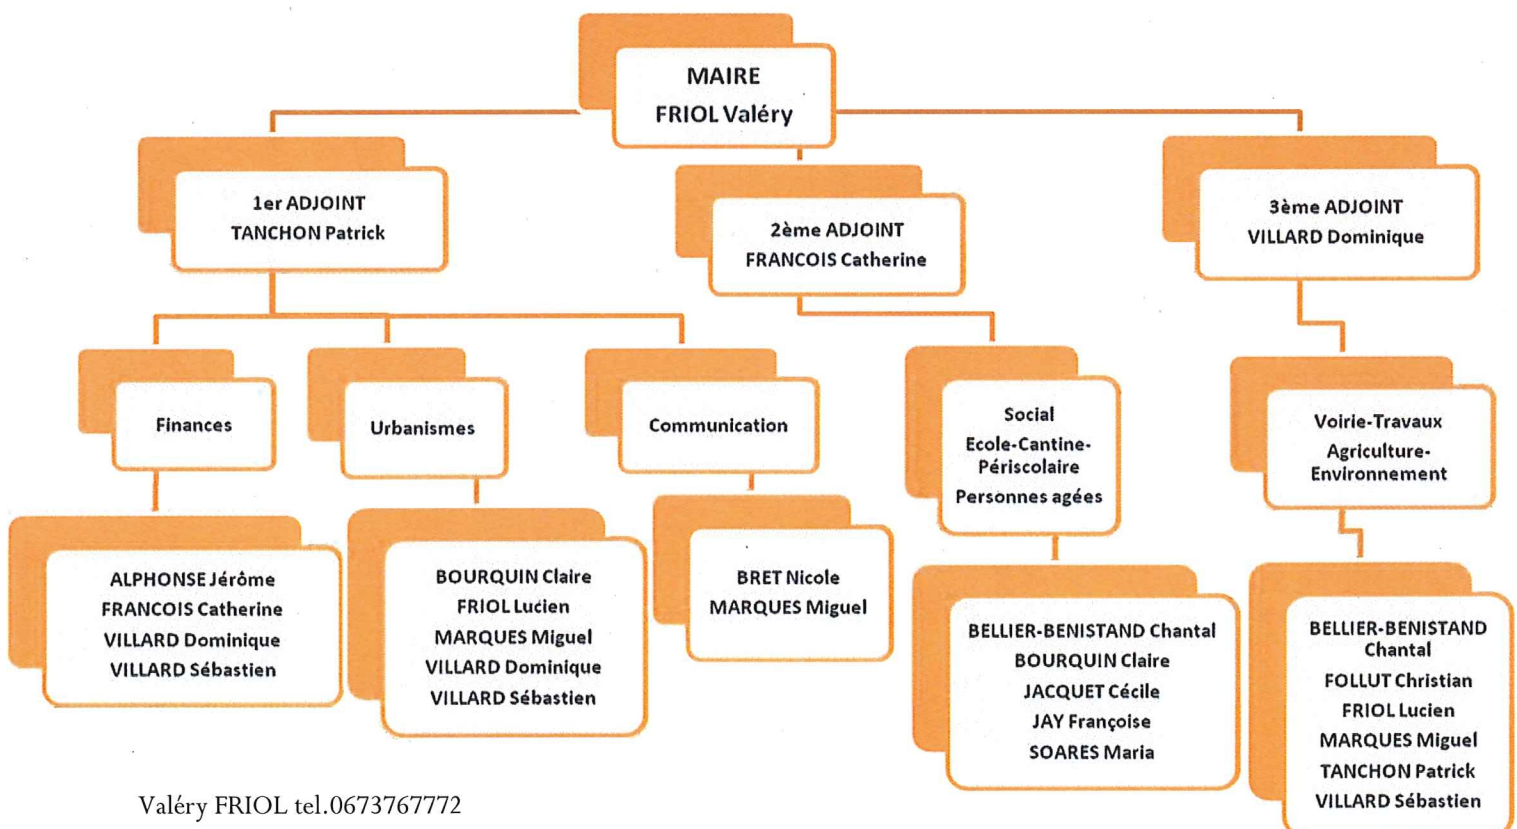 MAIRE
FRIOL Valéry
1er ADJOINT
TANCHON Patrick
2ème ADJOINT
FRANCOIS Catherine
3ème ADJOINT
VILLARD Dominique
Finances
Urbanismes
Communication
Social
Ecole-Cantine-
Périscolaire
Personnes agées
Voirie-Travaux
Agriculture-
Environnement
ALPHONSE Jérôme
FRANCOIS Catherine
VILLARD Dominique
VILLARD Sébastien
BOURQUIN Claire
FRIOL Lucien
MARQUES Miguel
VILLARD Dominique
VILLARD Sébastien
BRET Nicole
MARQUES Miguel
BELLIER-BENISTAND Chantal
BOURQUIN Claire
JACQUET Cécile
JAY Françoise
SOARES Maria
BELLIER-BENISTAND
Chantal
FOLLUT Christian
FRIOL Lucien
MARQUES Miguel
TANCHON Patrick
VILLARD Sébastien
Valéry FRIOL tel.0673767772